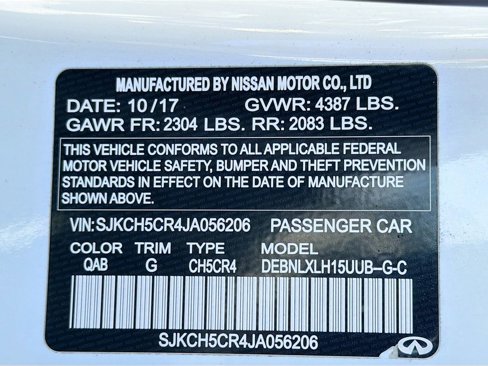 MANUFACTURED BY NISSAN MOTOR CO., LTD
DATE: 10/17 GVWR: 4387 LBS.
GAWR FR: 2304 LBS. RR: 2083 LBS.
THIS VEHICLE CONFORMS TO ALL APPLICABLE FEDERAL
MOTOR VEHICLE SAFETY, BUMPER AND THEFT PREVENTION
STANDARDS IN EFFECT ON THE DATE OF MANUFACTURE
SHOWN ABOVE.
VIN: SJKCH5CR4JA056206 PASSENGER CAR
COLOR TRIM TYPE MODEL
QAB G CH5CR4 DEBNLXLH15UUB-G-C
SJKCH5CR4JA056206